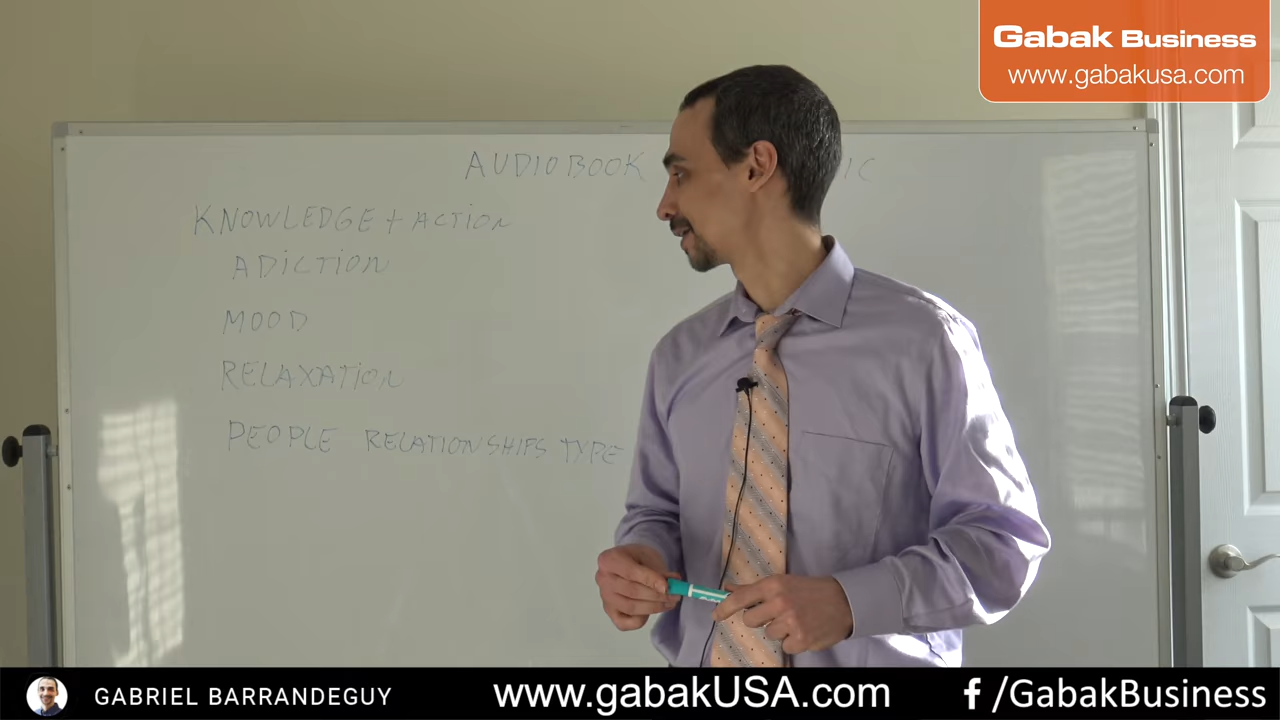 Gabak Business
www.gabakusa.com
AUDIOBOOK IC
KNOWLEDGE + ACTION
ADICTION
MOOD
RELAXATION
PEOPLE RELATIONSHIPS TYPE
GABRIEL BARRANDEGUY
www.gabakUSA.com
f /GabakBusiness